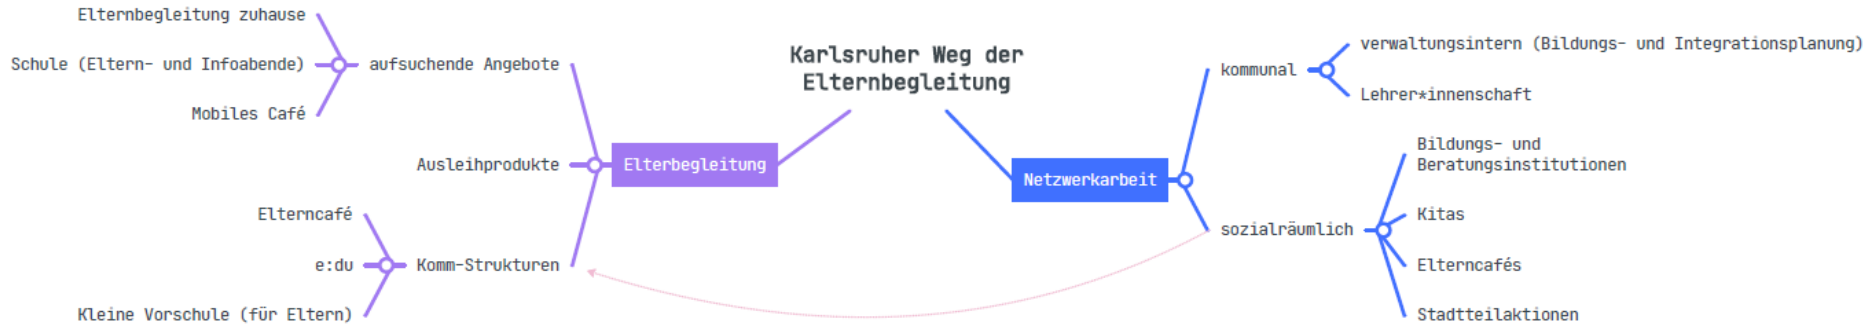 Karlsruher Weg der
Elternbegleitung
Elterbegleitung
aufsuchende Angebote
Elternbegleitung zuhause
Schule (Eltern- und Infoabende)
Mobiles Café
Ausleihprodukte
Komm-Strukturen
Elterncafé
e:du
Kleine Vorschule (für Eltern)
Netzwerkarbeit
kommunal
verwaltungsintern (Bildungs- und Integrationsplanung)
Lehrer*innenschaft
sozialräumlich
Bildungs- und
Beratungsinstitutionen
Kitas
Elterncafés
Stadtteilaktionen